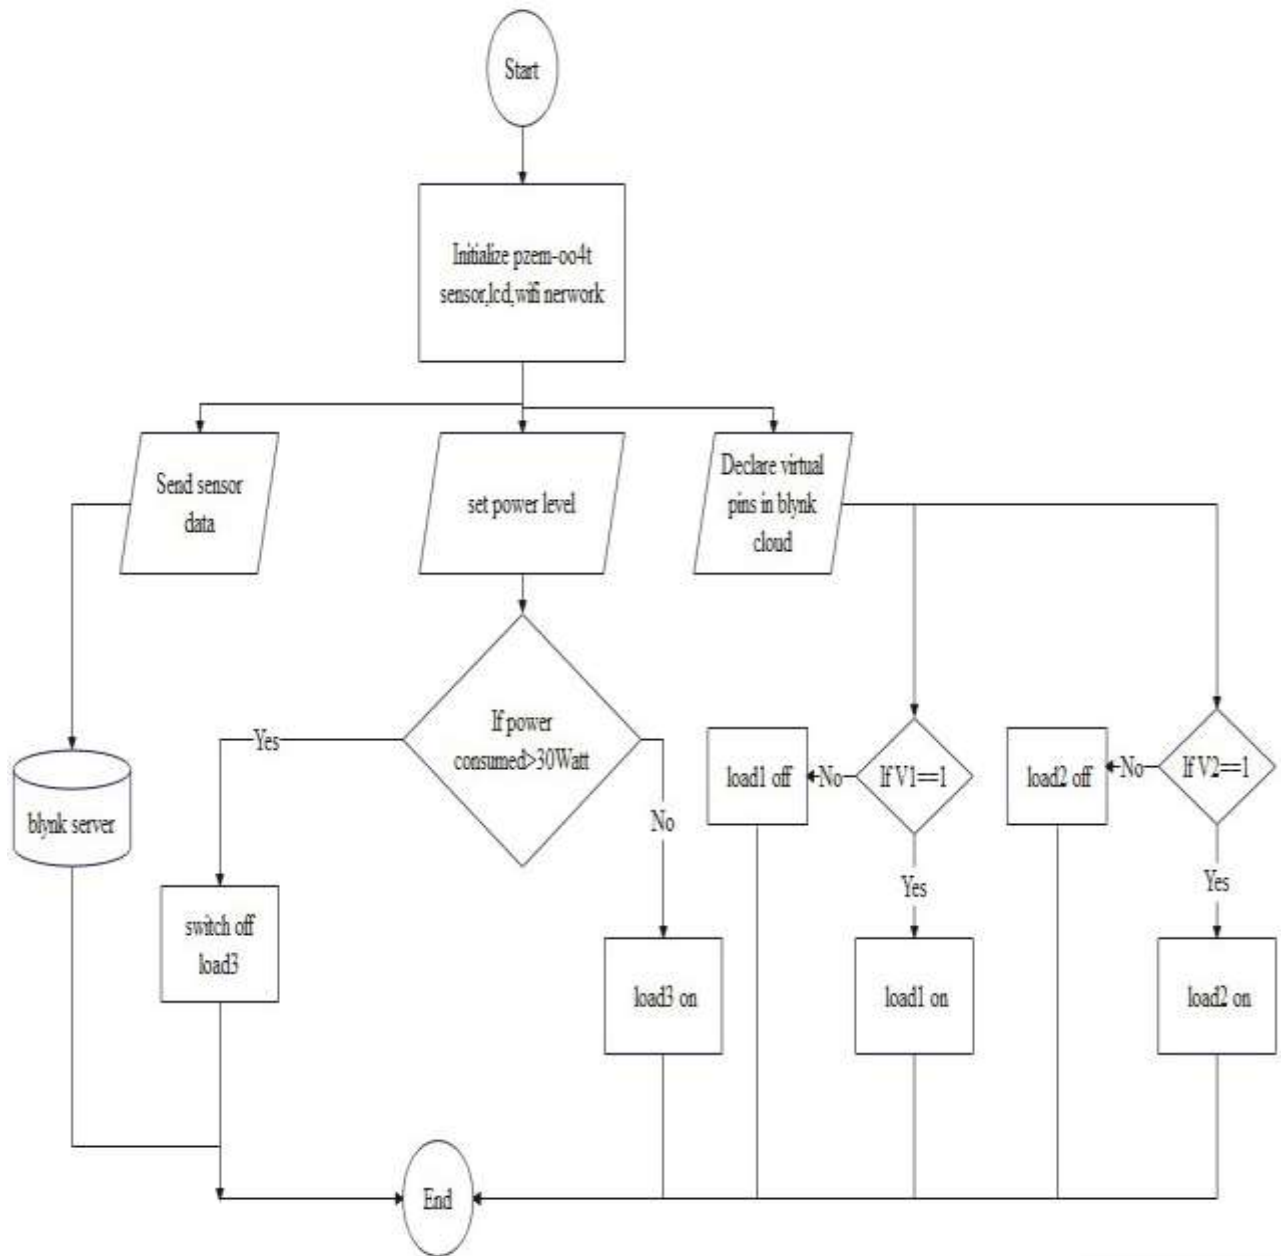 Start
Initialize pzem-oo4t
sensor,lcd,wifi nerwork
Send sensor
data
set power level
Declare virtual
pins in blynk
cloud
If power
consumed>30Watt
Yes
No
load1 off
No
If V1==1
load2 off
No
If V2==1
blynk server
Yes
Yes
switch off
load3
load3 on
load1 on
load2 on
End